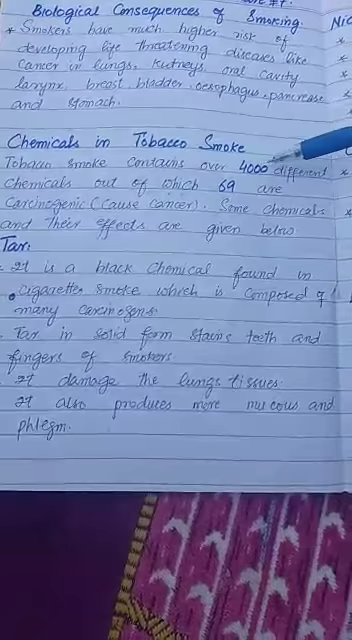 Biological Consequences of Smoking.
* Smokers have much higher risk of
developing life threatening diseases like
Cancer in lungs, kidneys, oral cavity
larynx, breast bladder, oesophagus, pancrease
and stomach.
Nic
Chemicals in Tobacco Smoke
Tobacco smoke contains over 4000 different
chemicals out of which 69 are
Carcinogenic (cause cancer). Some chemicals
and their effects are given below
Tar:
It is a black chemical found in
cigarette smoke which is composed of
many carcinogens.
Tar in solid form stains teeth and
fingers of smokers
It damage the lungs tissues.
It also produces more mucous and
phlegm.